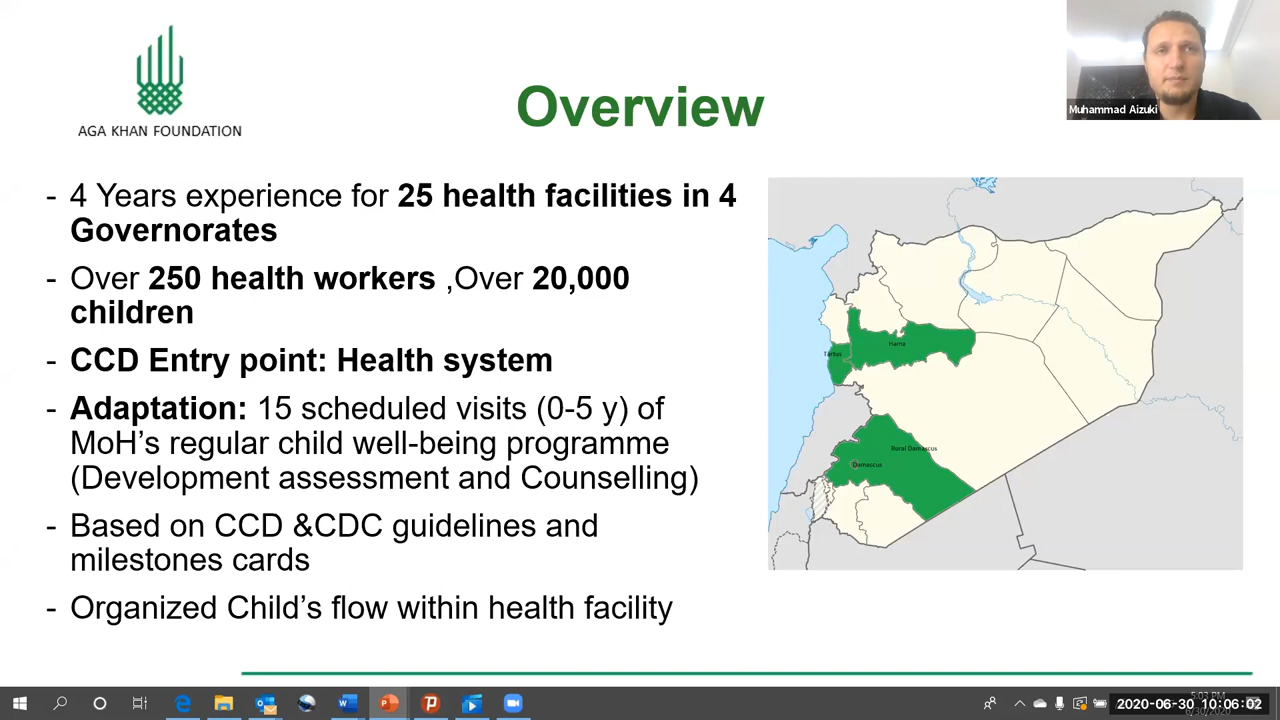 AGA KHAN FOUNDATION
Overview
Muhammad Aizuki
- 4 Years experience for 25 health facilities in 4
Governorates
- Over 250 health workers ,Over 20,000
children
- CCD Entry point: Health system
- Adaptation: 15 scheduled visits (0-5 y) of
MoH's regular child well-being programme
(Development assessment and Counselling)
- Based on CCD &CDC guidelines and
milestones cards
- Organized Child's flow within health facility
Hama
Tartus
Rural Damascus
Damascus
5:03 PM
2020-06-30 10:06:02